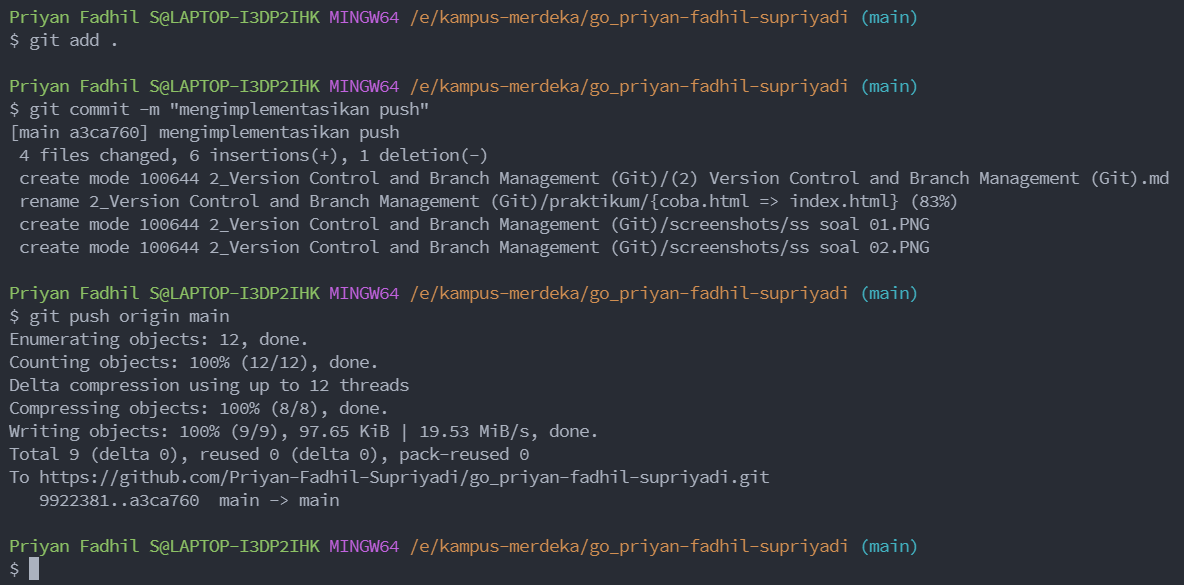 Priyan Fadhil S@LAPTOP-I3DP2IHK MINGW64 /e/kampus-merdeka/go_priyan-fadhil-supriyadi (main)
$ git add .
Priyan Fadhil S@LAPTOP-I3DP2IHK MINGW64 /e/kampus-merdeka/go_priyan-fadhil-supriyadi (main)
$ git commit -m "mengimplementasikan push"
[main a3ca760] mengimplementasikan push
 4 files changed, 6 insertions(+), 1 deletion(-)
 create mode 100644 2_Version Control and Branch Management (Git)/(2) Version Control and Branch Management (Git).md
 rename 2_Version Control and Branch Management (Git)/praktikum/{coba.html => index.html} (83%)
 create mode 100644 2_Version Control and Branch Management (Git)/screenshots/ss soal 01.PNG
 create mode 100644 2_Version Control and Branch Management (Git)/screenshots/ss soal 02.PNG
Priyan Fadhil S@LAPTOP-I3DP2IHK MINGW64 /e/kampus-merdeka/go_priyan-fadhil-supriyadi (main)
$ git push origin main
Enumerating objects: 12, done.
Counting objects: 100% (12/12), done.
Delta compression using up to 12 threads
Compressing objects: 100% (8/8), done.
Writing objects: 100% (9/9), 97.65 KiB | 19.53 MiB/s, done.
Total 9 (delta 0), reused 0 (delta 0), pack-reused 0
To https://github.com/Priyan-Fadhil-Supriyadi/go_priyan-fadhil-supriyadi.git
   9922381..a3ca760  main -> main
Priyan Fadhil S@LAPTOP-I3DP2IHK MINGW64 /e/kampus-merdeka/go_priyan-fadhil-supriyadi (main)
$